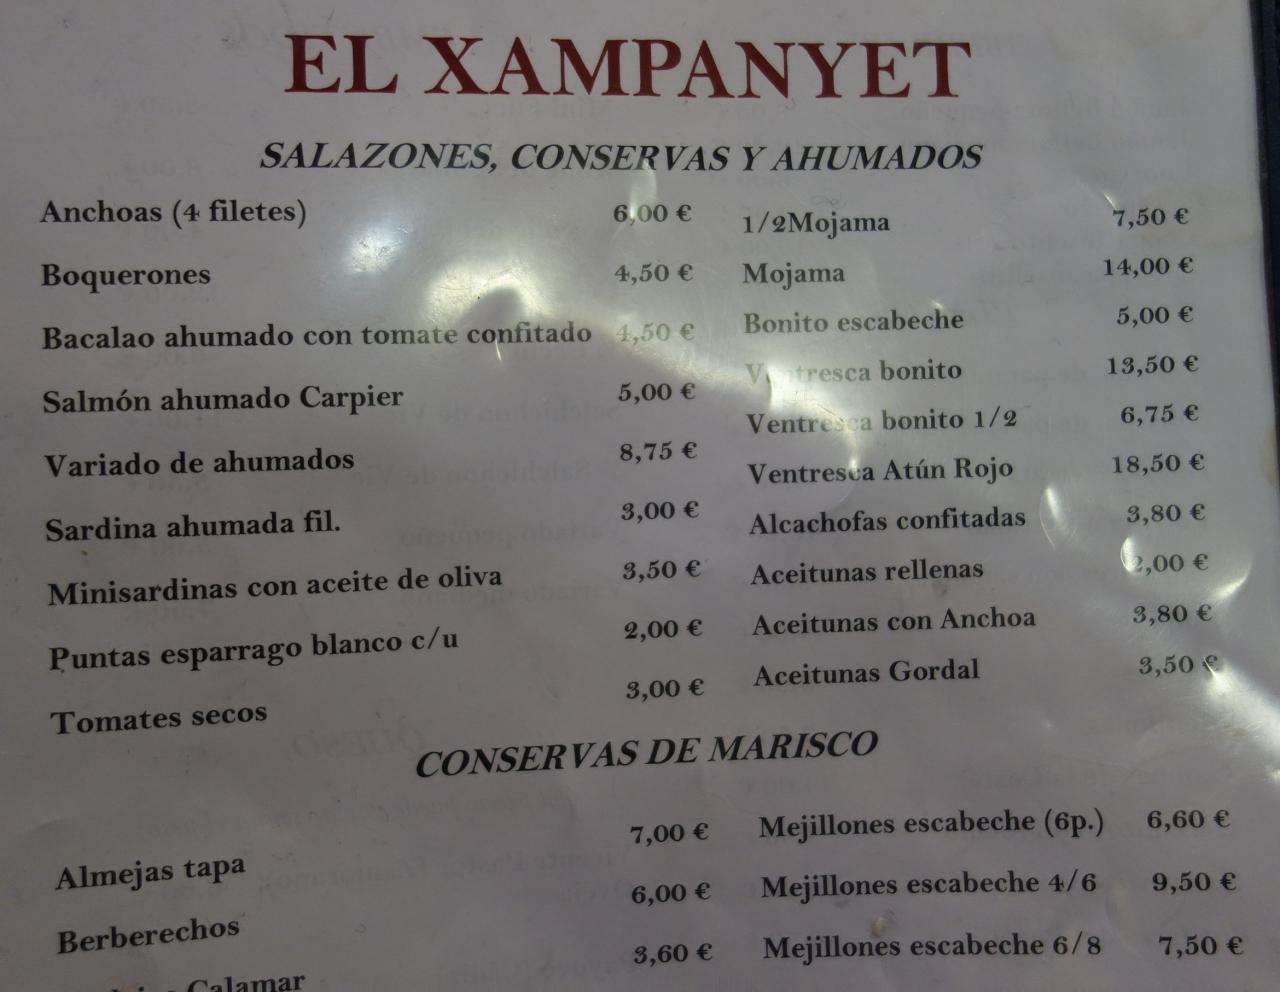 EL XAMPANYET
SALAZONES, CONSERVAS Y AHUMADOS
Anchoas (4 filetes) 6,00 €
Boquerones 4,50 €
Bacalao ahumado con tomate confitado 4,50 €
Salmón ahumado Carpier 5,00 €
Variado de ahumados 8,75 €
Sardina ahumada fil. 3,00 €
Minisardinas con aceite de oliva 3,50 €
Puntas esparrago blanco c/u 2,00 €
Tomates secos 3,00 €
1/2Mojama 7,50 €
Mojama 14,00 €
Bonito escabeche 5,00 €
Ventresca bonito 13,50 €
Ventresca bonito 1/2 6,75 €
Ventresca Atún Rojo 18,50 €
Alcachofas confitadas 3,80 €
Aceitunas rellenas 2,00 €
Aceitunas con Anchoa 3,80 €
Aceitunas Gordal 3,50 €
CONSERVAS DE MARISCO
Almejas tapa 7,00 €
Berberechos 6,00 €
Calamar 3,60 €
Mejillones escabeche (6p.) 6,60 €
Mejillones escabeche 4/6 9,50 €
Mejillones escabeche 6/8 7,50 €